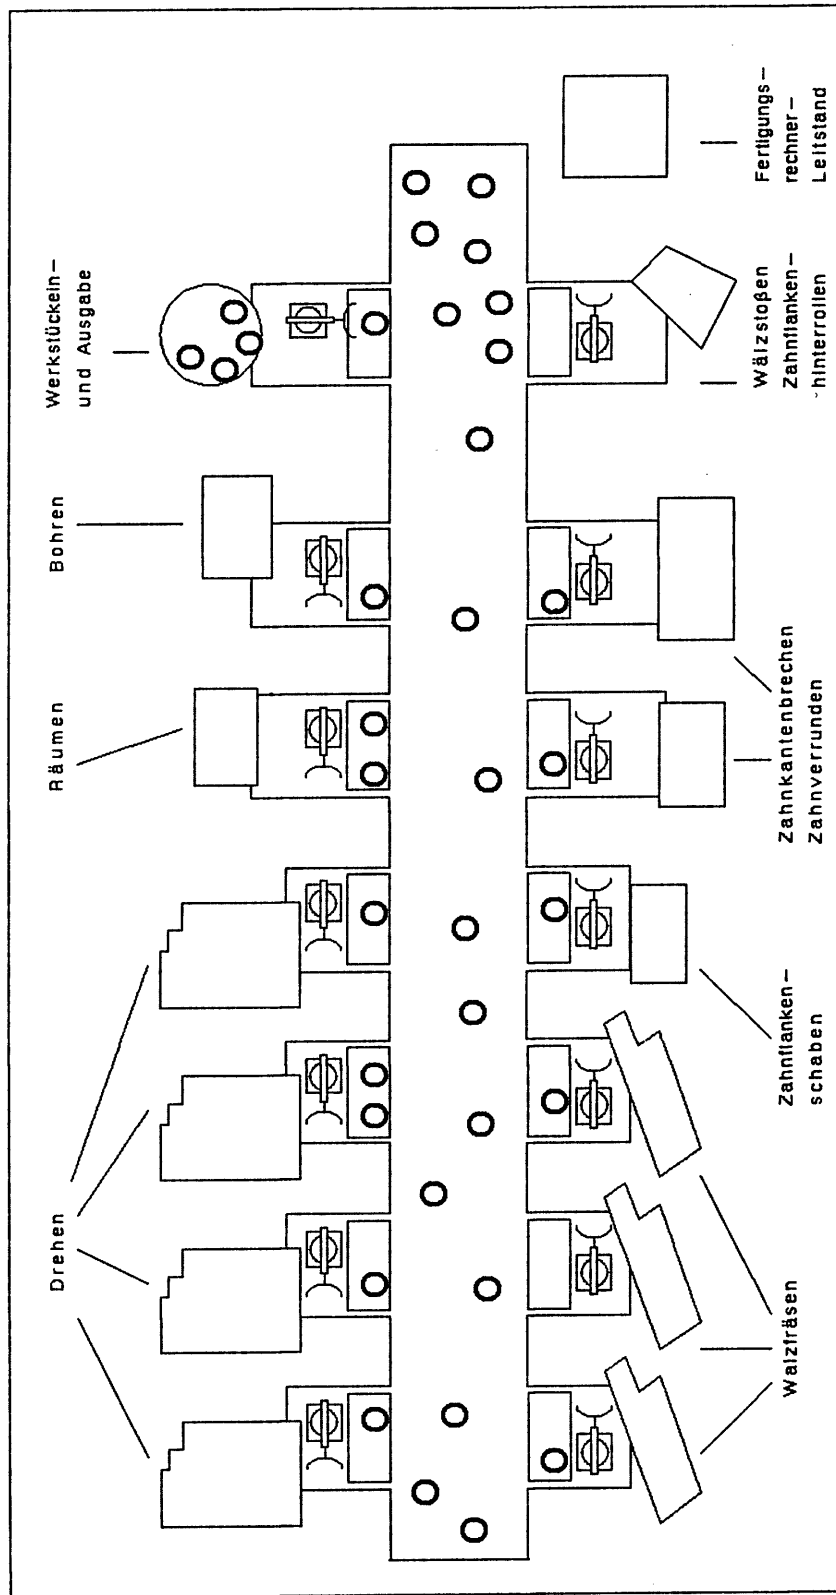 Drehen
Räumen
Bohren
Werkstückein-
und Ausgabe
Walzfräsen
Zahnflanken-
schaben
Zahnkantenbrechen
Zahnverrunden
Wälzstoßen
Zahnflanken-
hinterrollen
Fertigungs-
rechner-
Leitstand